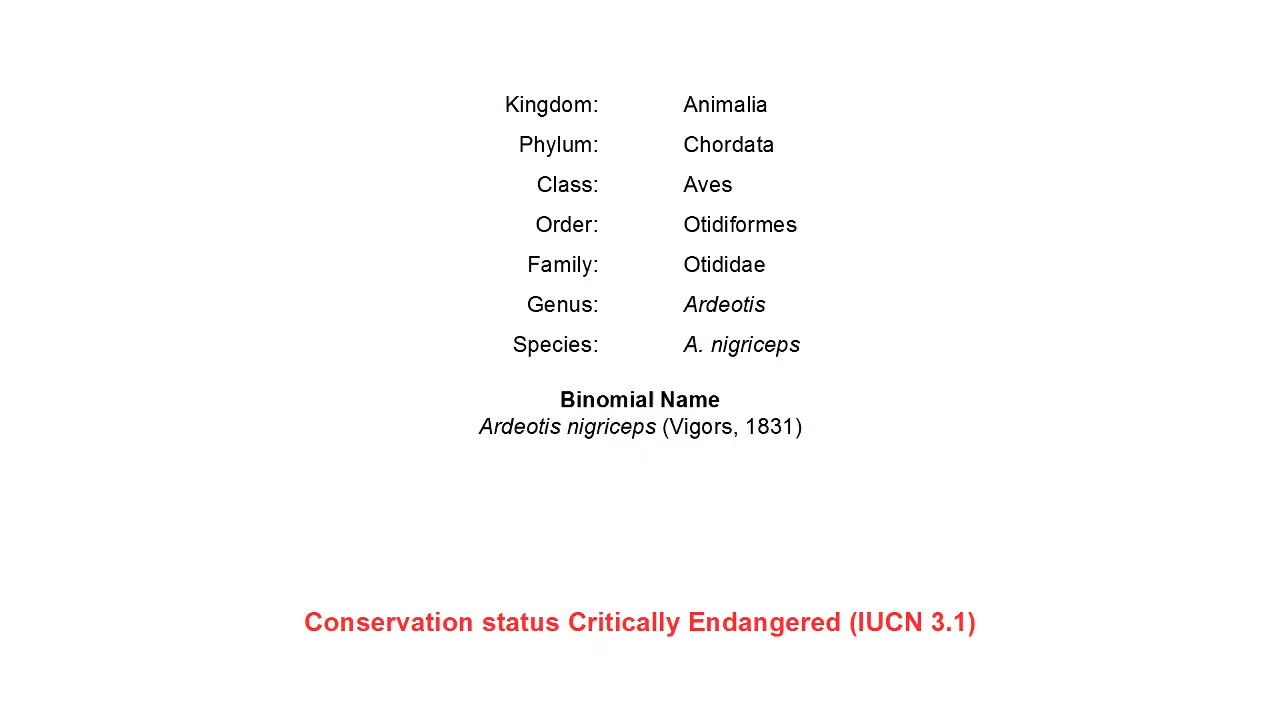 Kingdom: Animalia
Phylum: Chordata
Class: Aves
Order: Otidiformes
Family: Otididae
Genus: Ardeotis
Species: A. nigriceps
Binomial Name
Ardeotis nigriceps (Vigors, 1831)
Conservation status Critically Endangered (IUCN 3.1)